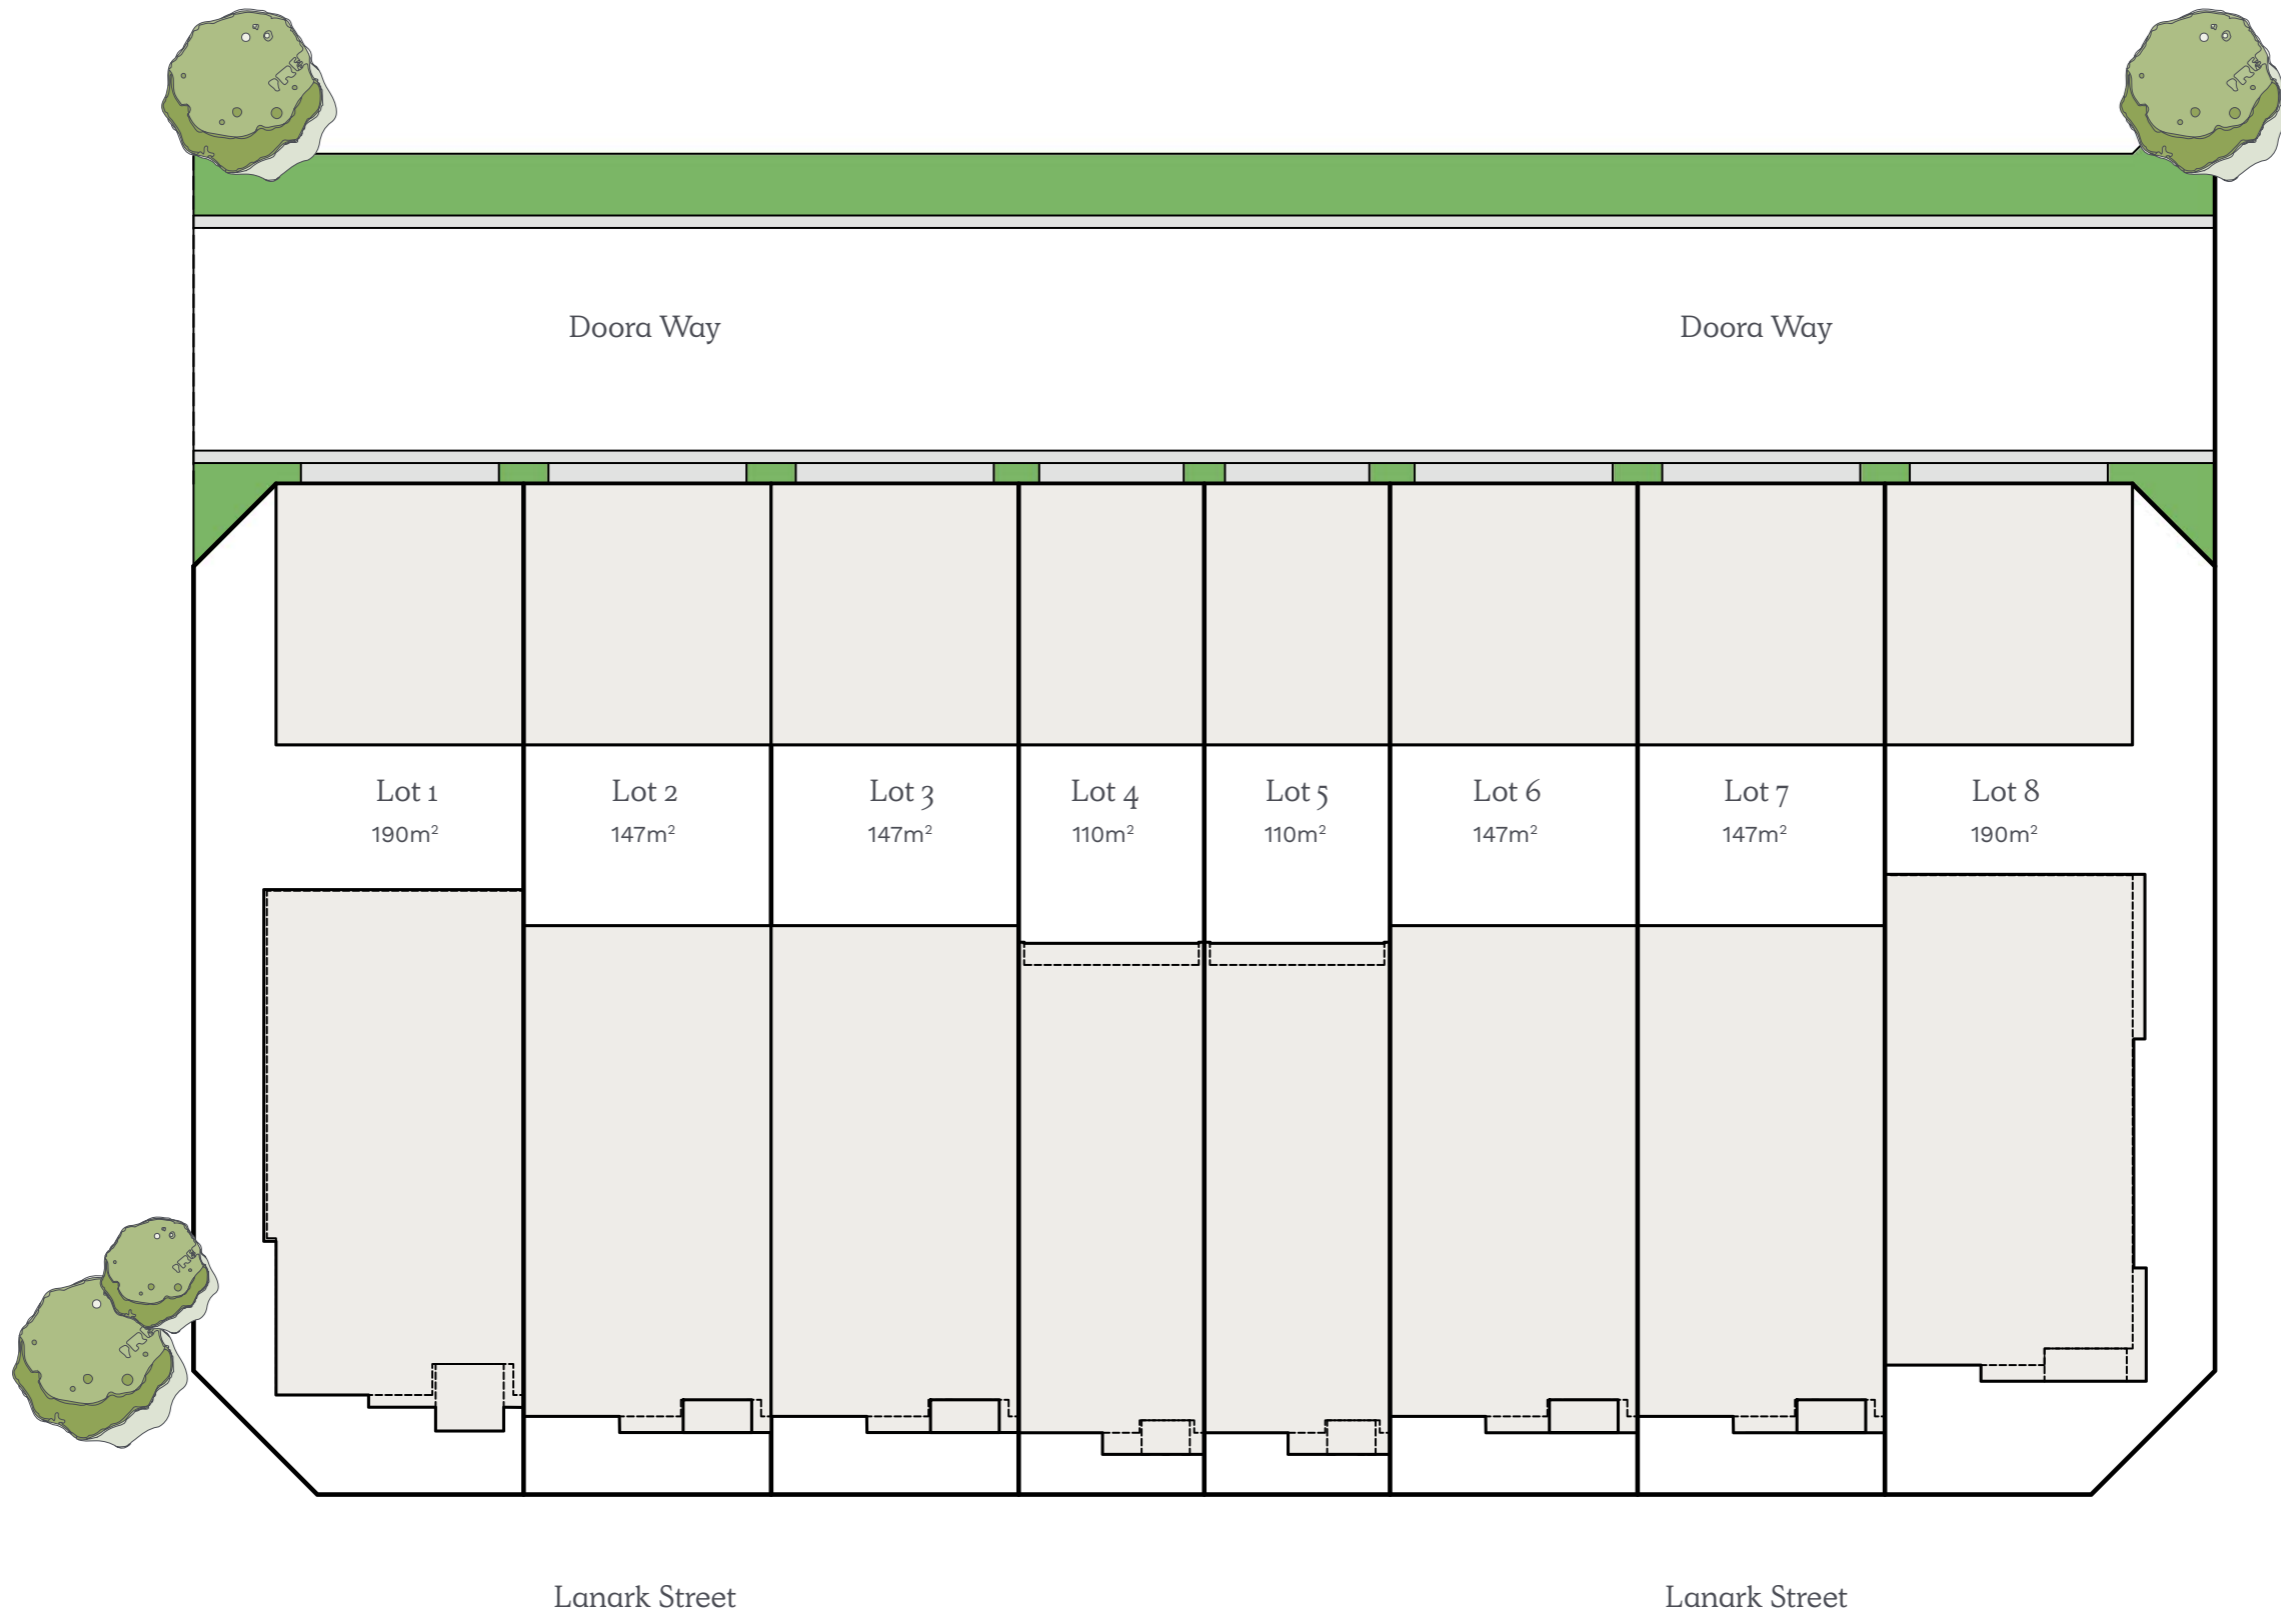 Doora Way Doora Way
Lot 1 Lot 2 Lot 3 Lot 4 Lot 5 Lot 6 Lot 7 Lot 8
190m² 147m² 147m² 110m² 110m² 147m² 147m² 190m²
Lanark Street Lanark Street